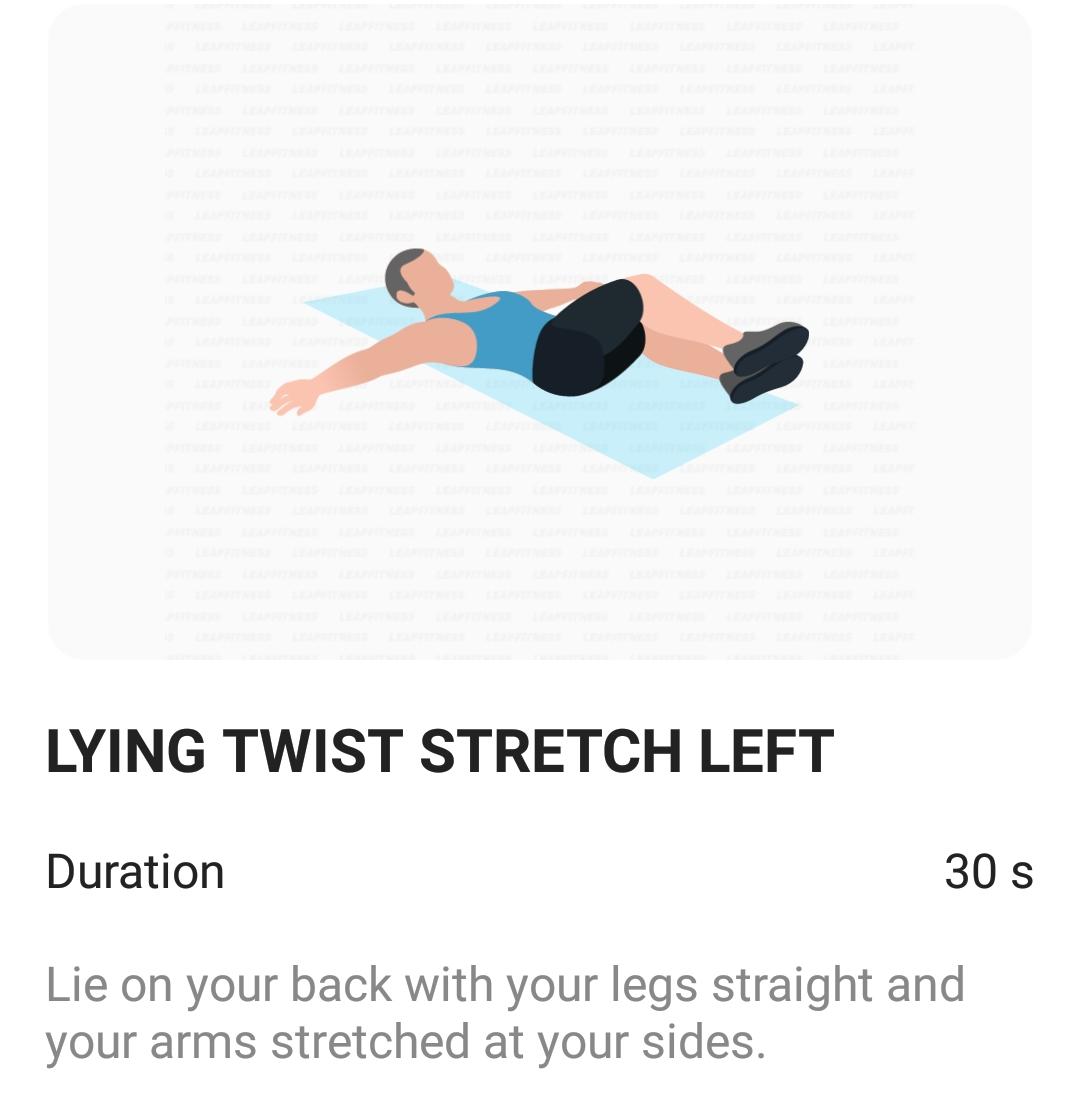 LYING TWIST STRETCH LEFT
Duration 30 s
Lie on your back with your legs straight and
your arms stretched at your sides.